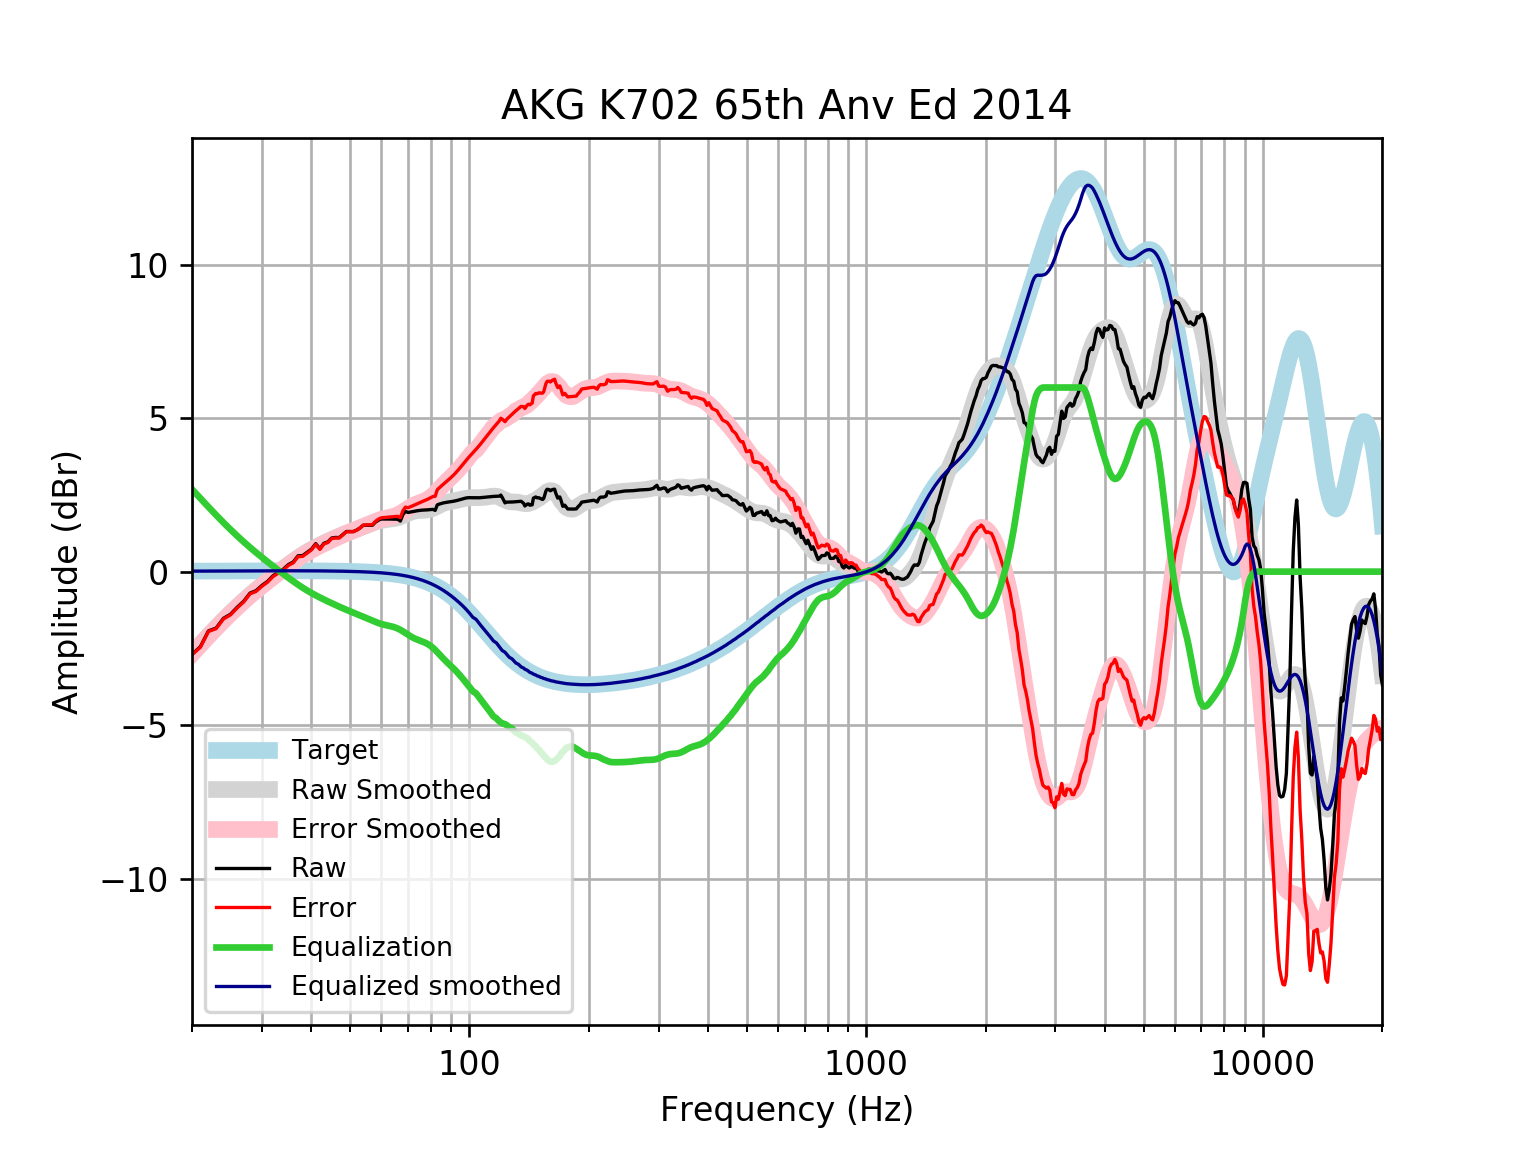 AKG K702 65th Anv Ed 2014
Amplitude (dBr)
10
5
0
−5
−10
Target
Raw Smoothed
Error Smoothed
Raw
Error
Equalization
Equalized smoothed
100 1000 10000
Frequency (Hz)